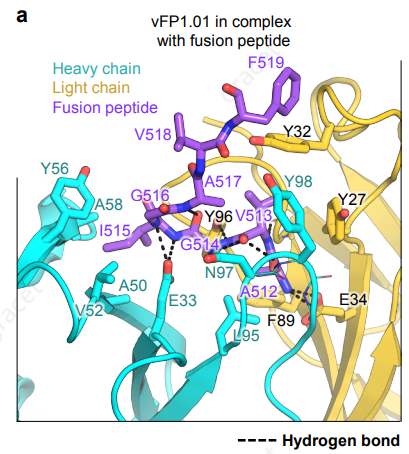 a
vFP1.01 in complex
with fusion peptide
Heavy chain
Light chain
Fusion peptide
F519
V518
Y32
Y56
A58
G516
A517
Y98
Y27
I515
Y96
V513
G514
N97
A50
V52
E33
A512
E34
F89
L95
Hydrogen bond